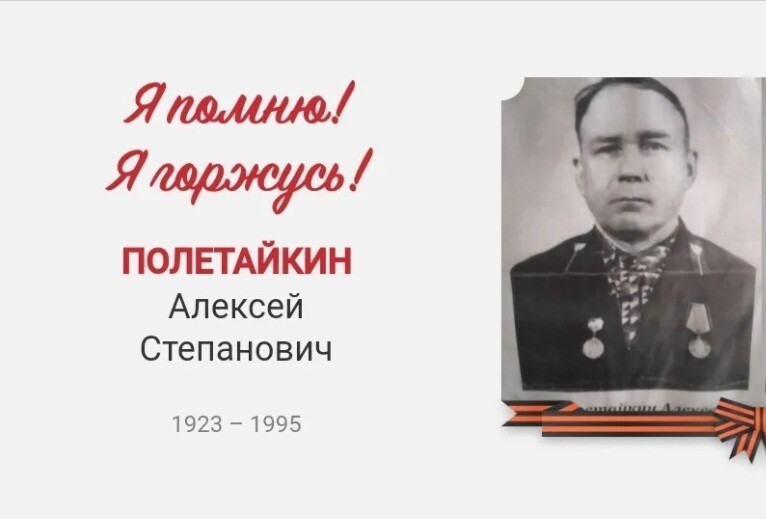 Я помню!
Я горжусь!
ПОЛЕТАЙКИН
Алексей
Степанович
1923 – 1995